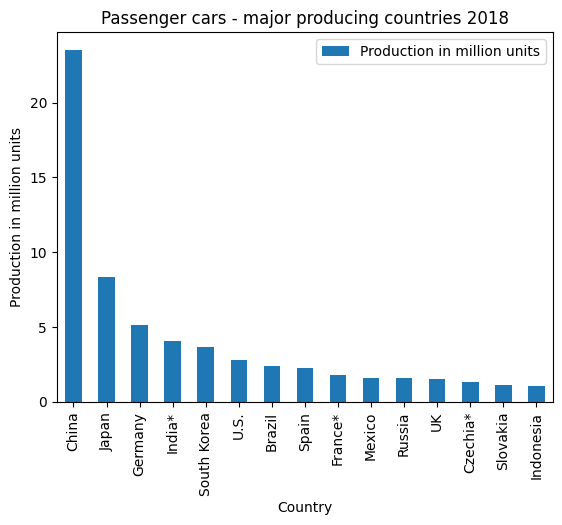 Passenger cars - major producing countries 2018
Production in million units
Production in million units
20
15
10
5
0
China
Japan
Germany
India*
South Korea
U.S.
Brazil
Spain
France*
Mexico
Russia
UK
Czechia*
Slovakia
Indonesia
Country